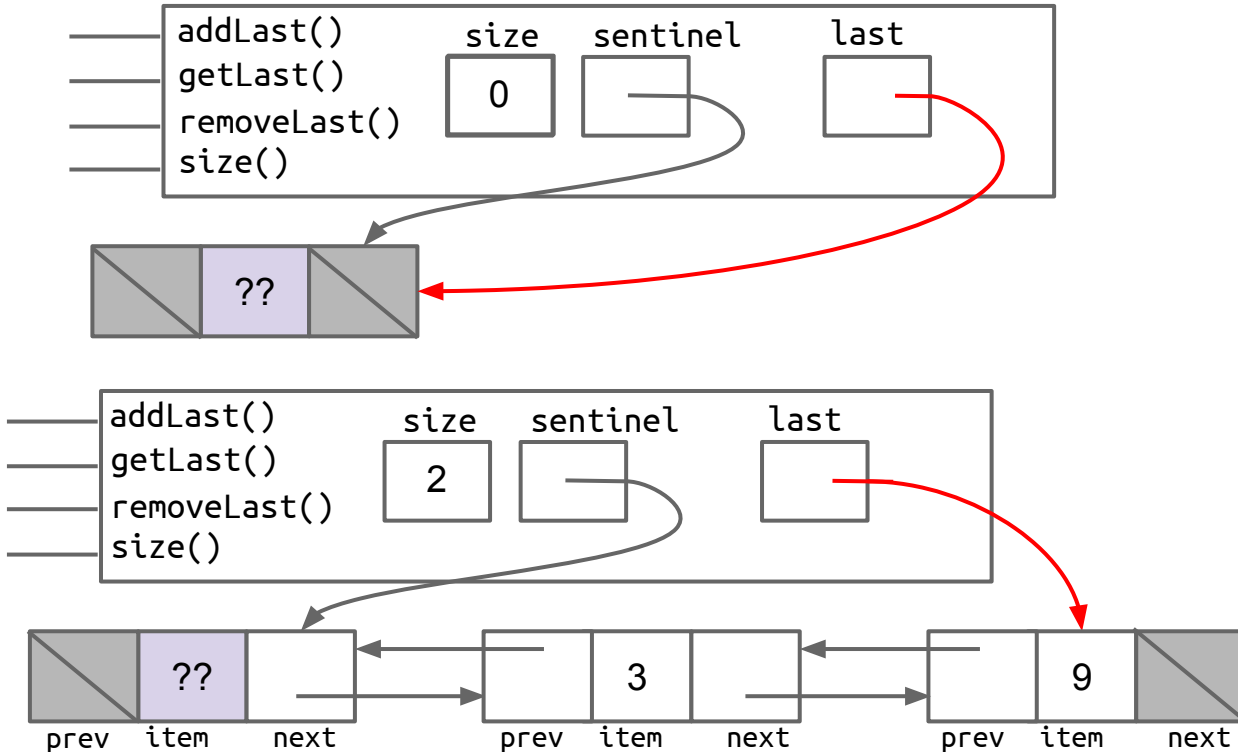 addLast()
size sentinel last
getLast()
0
removeLast()
size()
??
addLast()
size sentinel last
getLast()
2
removeLast()
size()
?? 3 9
prev item next prev item next prev item next